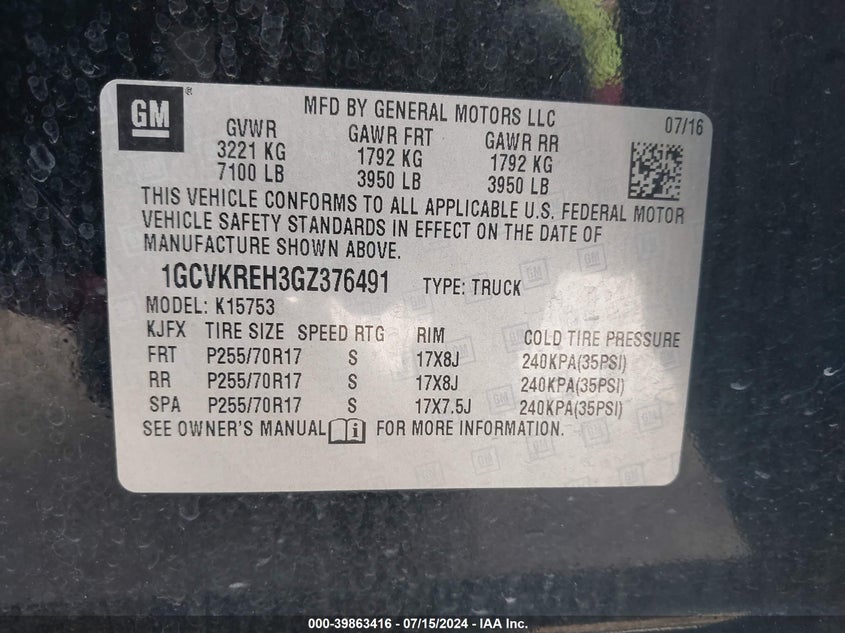 GM ®
MFD BY GENERAL MOTORS LLC
07/16
GVWR GAWR FRT GAWR RR
3221 KG 1792 KG 1792 KG
7100 LB 3950 LB 3950 LB
THIS VEHICLE CONFORMS TO ALL APPLICABLE U.S. FEDERAL MOTOR
VEHICLE SAFETY STANDARDS IN EFFECT ON THE DATE OF
MANUFACTURE SHOWN ABOVE.
1GCVKREH3GZ376491 TYPE: TRUCK
MODEL: K15753
KJFX TIRE SIZE SPEED RTG RIM COLD TIRE PRESSURE
FRT P255/70R17 S 17X8J 240KPA(35PSI)
RR P255/70R17 S 17X8J 240KPA(35PSI)
SPA P255/70R17 S 17X7.5J 240KPA(35PSI)
SEE OWNER'S MANUAL FOR MORE INFORMATION.
000-39863416 - 07/15/2024 - IAA Inc.